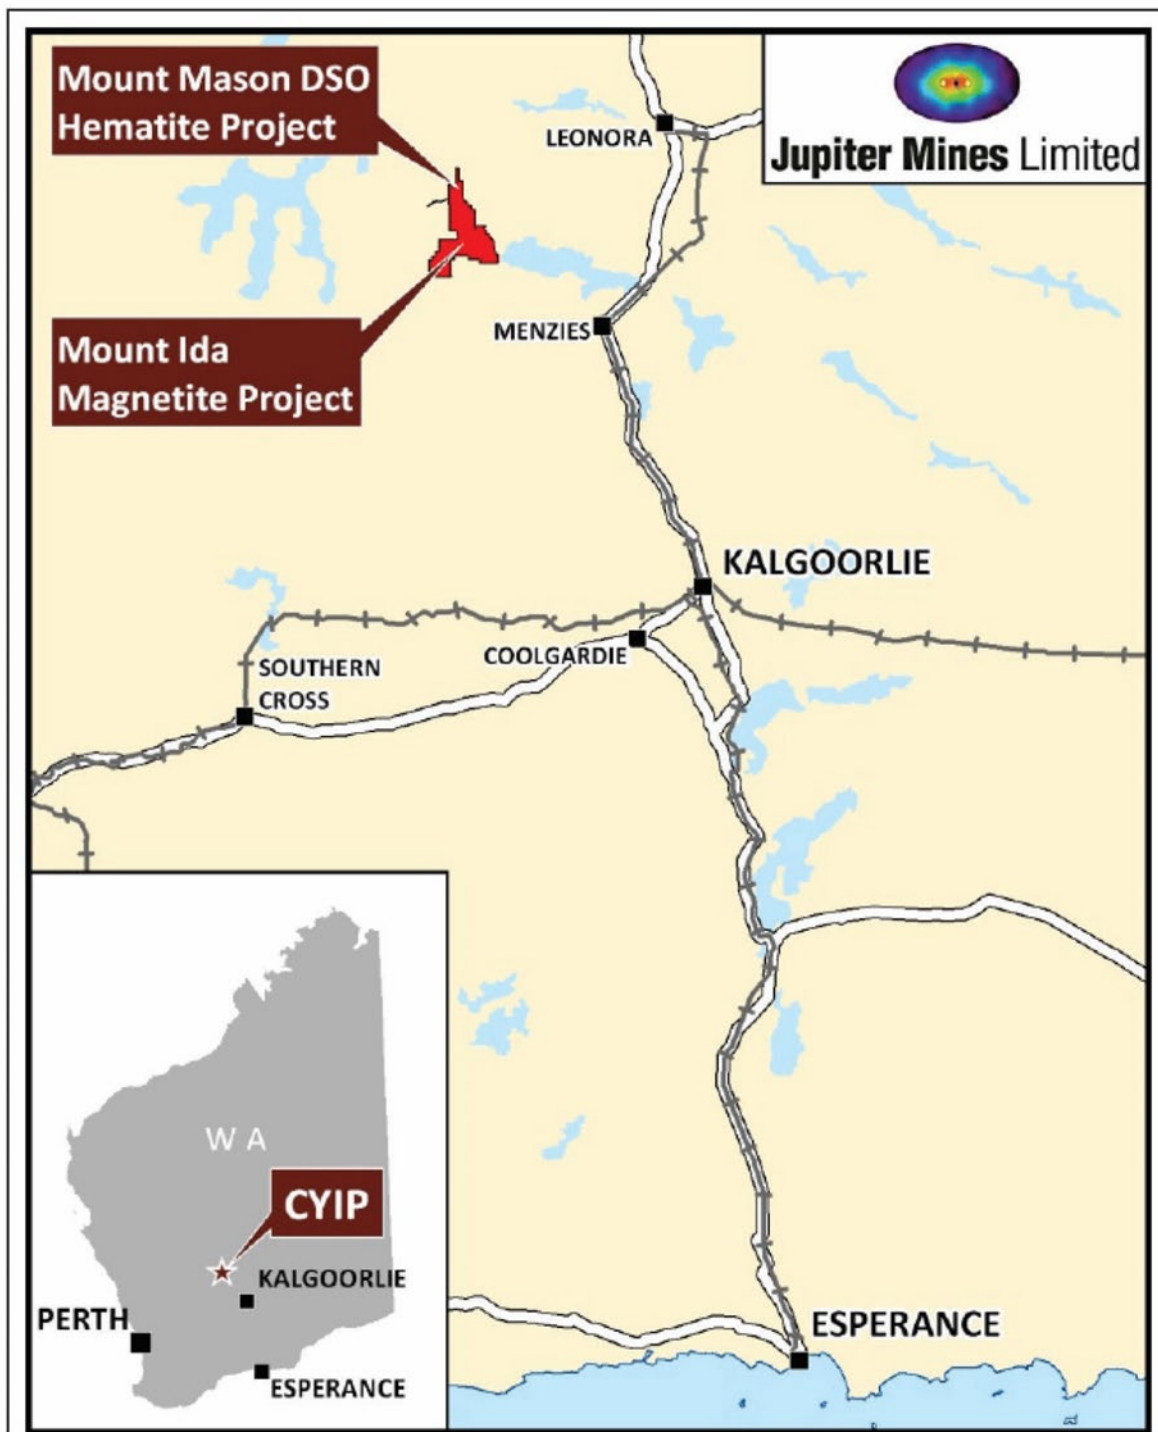 Mount Mason DSO
Hematite Project
LEONORA
Jupiter Mines Limited
Mount Ida
Magnetite Project
MENZIES
KALGOORLIE
COOLGARDIE
SOUTHERN
CROSS
W A
CYIP
KALGOORLIE
PERTH
ESPERANCE
ESPERANCE